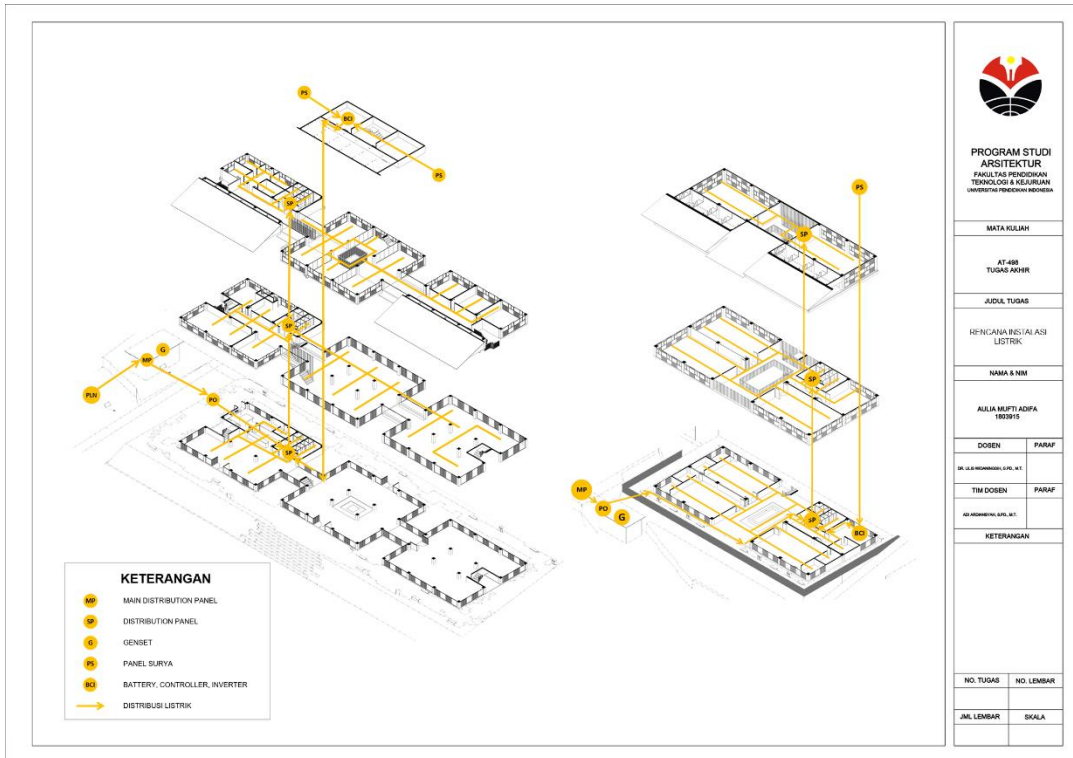 PS
BCI
PS
SP
SP
G
MP
PLN
PO
SP
KETERANGAN
MP MAIN DISTRIBUTION PANEL
SP DISTRIBUTION PANEL
G GENSET
PS PANEL SURYA
BCI BATTERY, CONTROLLER, INVERTER
DISTRIBUSI LISTRIK
PS
SP
SP
MP
PO
G
SP
BCI
PROGRAM STUDI
ARSITEKTUR
FAKULTAS PENDIDIKAN
TEKNOLOGI & KEJURUAN
UNIVERSITAS PENDIDIKAN INDONESIA
MATA KULIAH
AT-498
TUGAS AKHIR
JUDUL TUGAS
RENCANA INSTALASI
LISTRIK
NAMA & NIM
AULIA MUFTI ADIFA
1803915
DOSEN PARAF
TIM DOSEN PARAF
KETERANGAN
NO. TUGAS NO. LEMBAR
JML LEMBAR SKALA